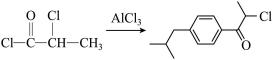 O Cl
Cl—C—CH—CH₃
AlCl₃
Cl
O